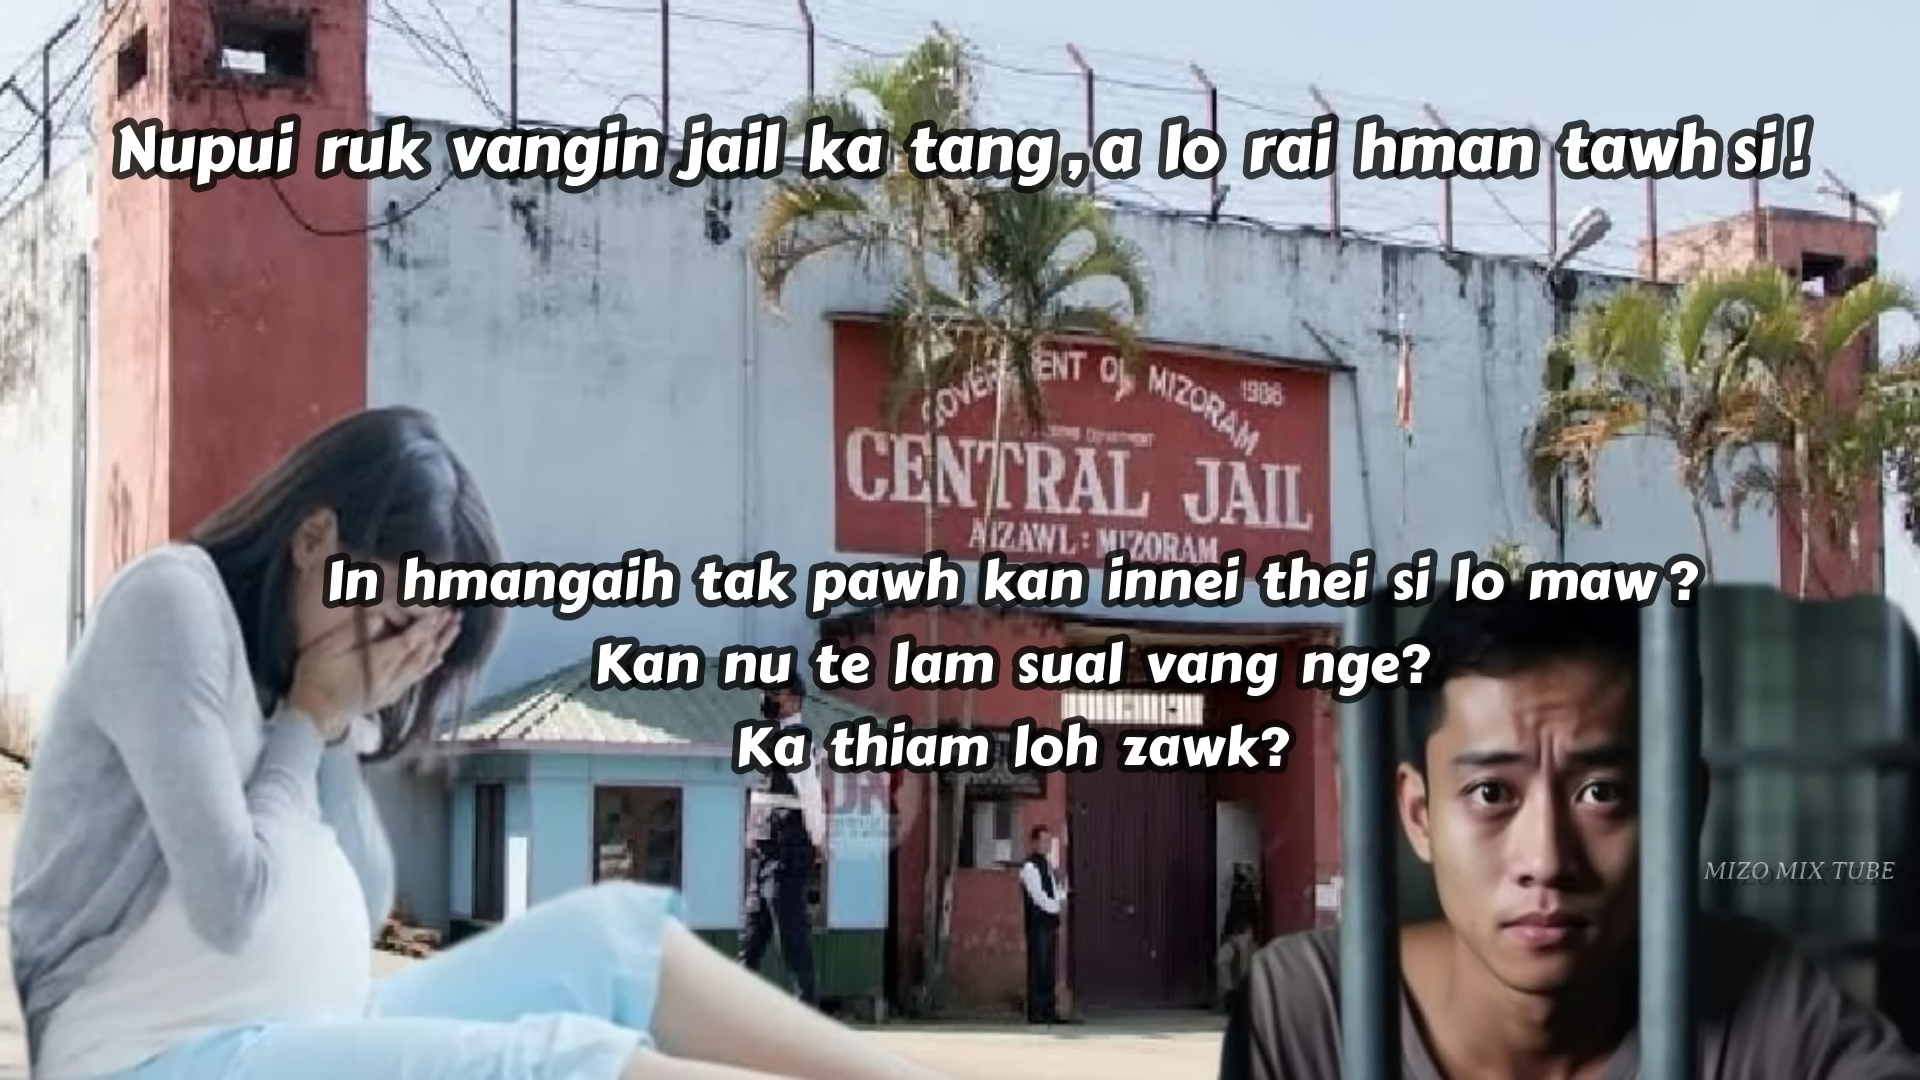 Nupui ruk vangin jail ka tang, a lo rai hman tawh si!
GOVERNMENT OF MIZORAM 1986
CENTRAL JAIL
AIZAWL : MIZORAM
In hmangaih tak pawh kan innei thei si lo maw?
Kan nu te lam sual vang nge?
Ka thiam loh zawk?
MIZO MIX TUBE